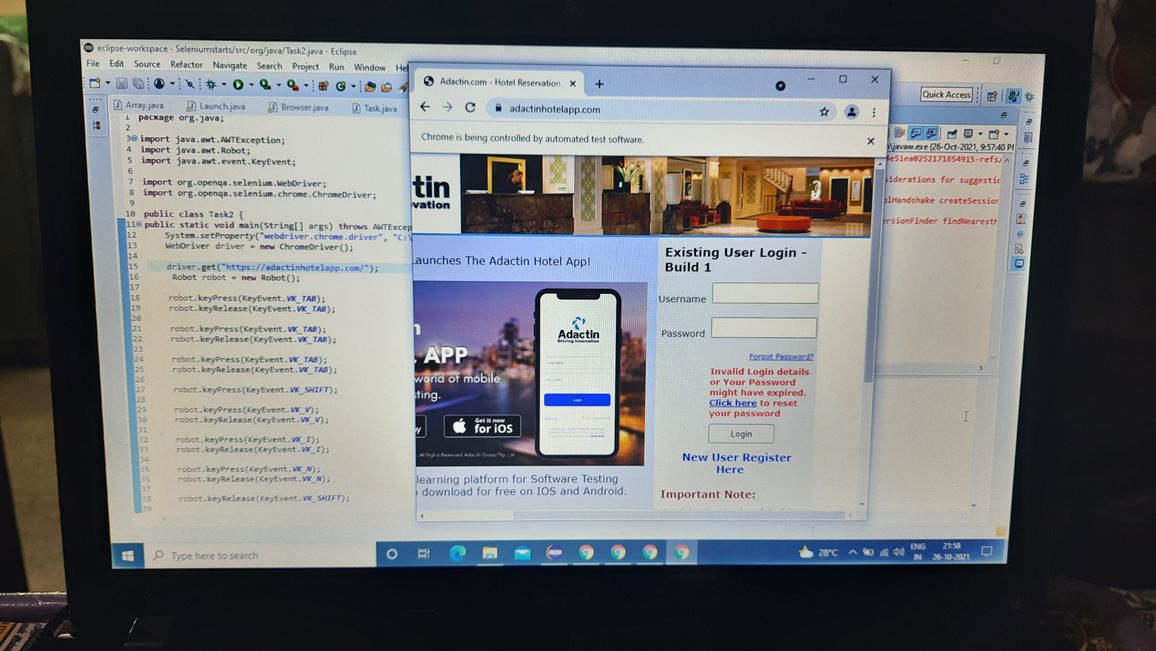 eclipse-workspace - Seleniumstarts/src/org/java/Task2.java - Eclipse
File Edit Source Refactor Navigate Search Project Run Window He
Quick Access
Array.java Launch.java Browser.java Task.java
1 package org.java;
2
3 import java.awt.AWTException;
4 import java.awt.Robot;
5 import java.awt.event.KeyEvent;
6
7 import org.openqa.selenium.WebDriver;
8 import org.openqa.selenium.chrome.ChromeDriver;
9
10 public class Task2 {
11 public static void main(String[] args) throws AWTExcep
12 System.setProperty("webdriver.chrome.driver", "C:\
13 WebDriver driver = new ChromeDriver();
14
15 driver.get("https://adactinhotelapp.com/");
16 Robot robot = new Robot();
17
18 robot.keyPress(KeyEvent.VK_TAB);
19 robot.keyRelease(KeyEvent.VK_TAB);
20
21 robot.keyPress(KeyEvent.VK_TAB);
22 robot.keyRelease(KeyEvent.VK_TAB);
23
24 robot.keyPress(KeyEvent.VK_TAB);
25 robot.keyRelease(KeyEvent.VK_TAB);
26
27 robot.keyPress(KeyEvent.VK_SHIFT);
28
29 robot.keyPress(KeyEvent.VK_V);
30 robot.keyRelease(KeyEvent.VK_V);
31
32 robot.keyPress(KeyEvent.VK_I);
33 robot.keyRelease(KeyEvent.VK_I);
34
35 robot.keyPress(KeyEvent.VK_N);
36 robot.keyRelease(KeyEvent.VK_N);
37
38 robot.keyRelease(KeyEvent.VK_SHIFT);
39
Adactin.com - Hotel Reservation
adactinhotelapp.com
Chrome is being controlled by automated test software.
tin
ovation
aunches The Adactin Hotel App!
APP
world of mobile
ting.
Get it now
for iOS
Adactin
Driving Innovation
Login
All Rights Reserved Adactin Group Pty Ltd
learning platform for Software Testing
download for free on IOS and Android.
Existing User Login -
Build 1
Username
Password
Forgot Password?
Invalid Login details
or Your Password
might have expired.
Click here to reset
your password
Login
New User Register
Here
Important Note:
\javaw.exe (26-Oct-2021, 9:57:40 PM
4e51ea0252171854915-refs/
siderations for suggestio
olHandshake createSession
ersionFinder findNearestM
Type here to search
28°C
ENG
IN
21:58
26-10-2021